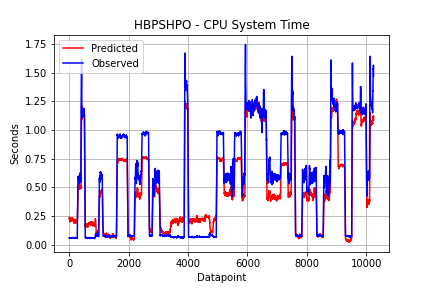 HBPSHPO - CPU System Time
Predicted
Observed
1.75
1.50
1.25
1.00
0.75
0.50
0.25
0.00
Seconds
0 2000 4000 6000 8000 10000
Datapoint